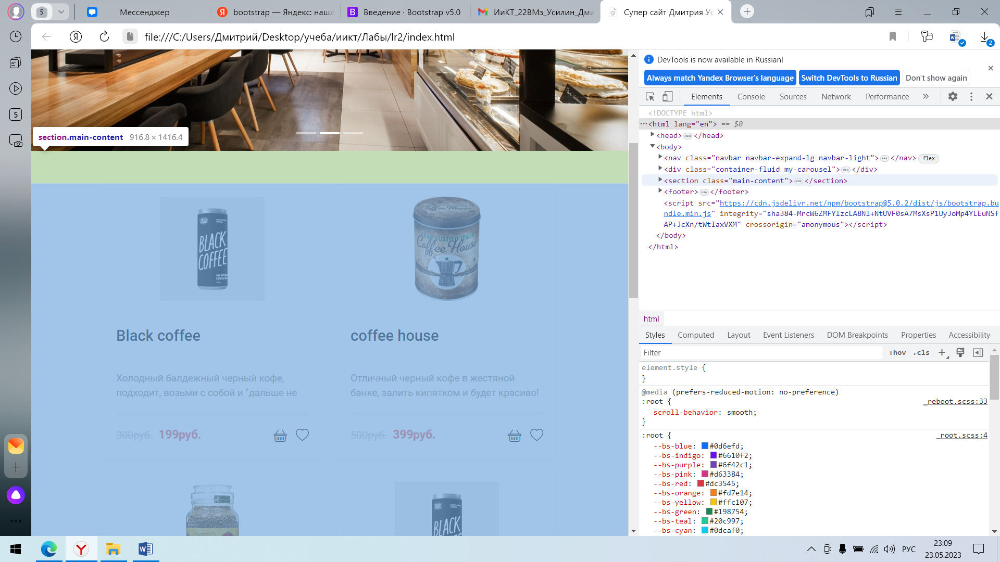 5
Мессенджер
bootstrap — Яндекс: нашл
Введение · Bootstrap v5.0
ИиКТ_22ВМз_Усилин_Дми
Супер сайт Дмитрия Ус
file:///C:/Users/Дмитрий/Desktop/учеба/иикт/Лабы/lr2/index.html
2
5
section.main-content 916.8 × 1416.4
BLACK COFFEE
GRAN GUSTO D'ITALIA
Coffee House
Black coffee
coffee house
Холодный балдежный черный кофе,
подходит, возьми с собой и "дальше не
Отличный черный кофе в жестяной
банке, залить кипятком и будет красиво!
300руб. 199руб.
500руб. 399руб.
BLACK
DevTools is now available in Russian!
Always match Yandex Browser's language
Switch DevTools to Russian
Don't show again
Elements Console Sources Network Performance »
<!DOCTYPE html>
···<html lang="en"> == $0
<head>···</head>
<body>
<nav class="navbar navbar-expand-lg navbar-light">···</nav> flex
<div class="container-fluid my-carousel">···</div>
<section class="main-content">···</section>
<footer>···</footer>
<script src="https://cdn.jsdelivr.net/npm/bootstrap@5.0.2/dist/js/bootstrap.bu
ndle.min.js" integrity="sha384-MrcW6ZMFYlzcLA8Nl+NtUVF0sA7MsXsP1UyJoMp4YLEuNSf
AP+JcXn/tWtIaxVXM" crossorigin="anonymous"></script>
</body>
</html>
html
Styles Computed Layout Event Listeners DOM Breakpoints Properties Accessibility
Filter :hov .cls +
element.style {
}
@media (prefers-reduced-motion: no-preference)
:root { _reboot.scss:33
scroll-behavior: smooth;
}
:root { _root.scss:4
--bs-blue: #0d6efd;
--bs-indigo: #6610f2;
--bs-purple: #6f42c1;
--bs-pink: #d63384;
--bs-red: #dc3545;
--bs-orange: #fd7e14;
--bs-yellow: #ffc107;
--bs-green: #198754;
--bs-teal: #20c997;
--bs-cyan: #0dcaf0;
РУС
23:09
23.05.2023